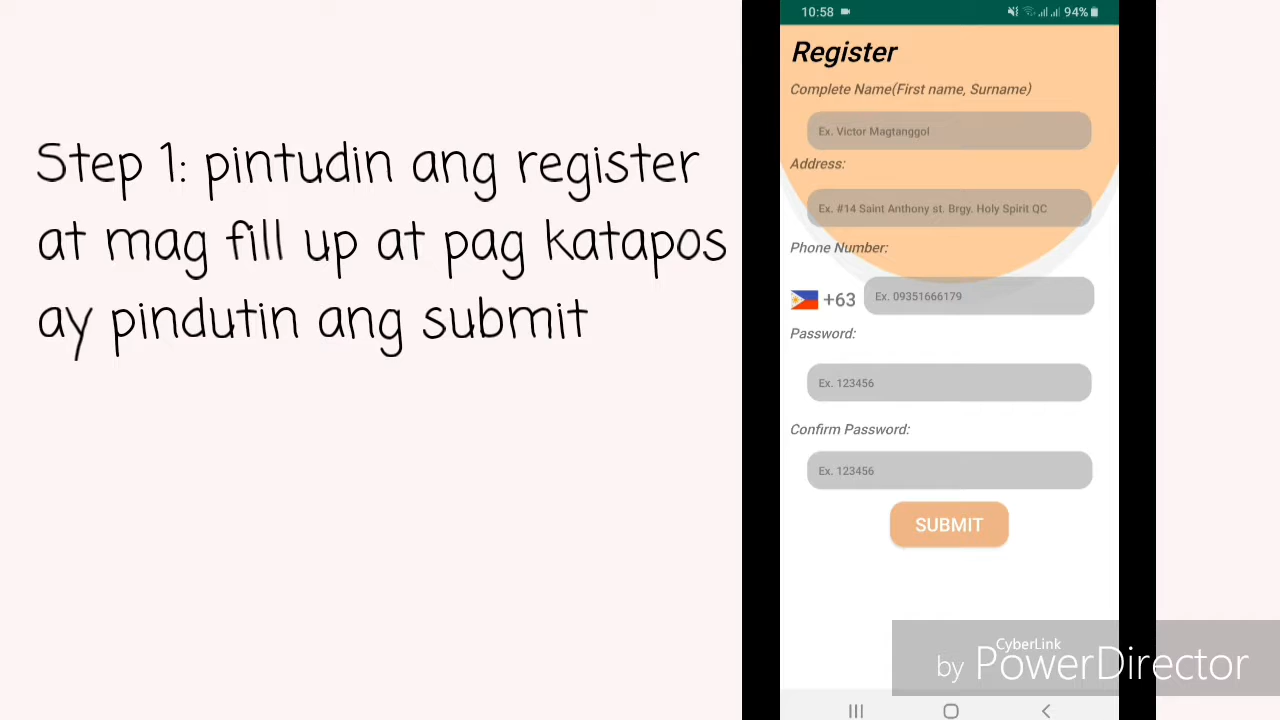 Step 1: pintudin ang register
at mag fill up at pag katapos
ay pindutin ang submit
10:58
94%
Register
Complete Name(First name, Surname)
Ex. Victor Magtanggol
Address:
Ex. #14 Saint Anthony st. Brgy. Holy Spirit QC
Phone Number:
+63 Ex. 09351666179
Password:
Ex. 123456
Confirm Password:
Ex. 123456
SUBMIT
CyberLink
by PowerDirector